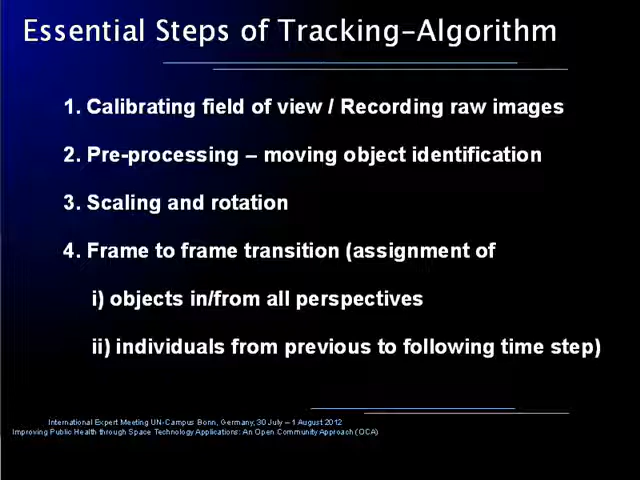 Essential Steps of Tracking-Algorithm
1. Calibrating field of view / Recording raw images
2. Pre-processing – moving object identification
3. Scaling and rotation
4. Frame to frame transition (assignment of
i) objects in/from all perspectives
ii) individuals from previous to following time step)
International Expert Meeting UN-Campus Bonn, Germany, 30 July – 1 August 2012
Improving Public Health through Space Technology Applications: An Open Community Approach (OCA)